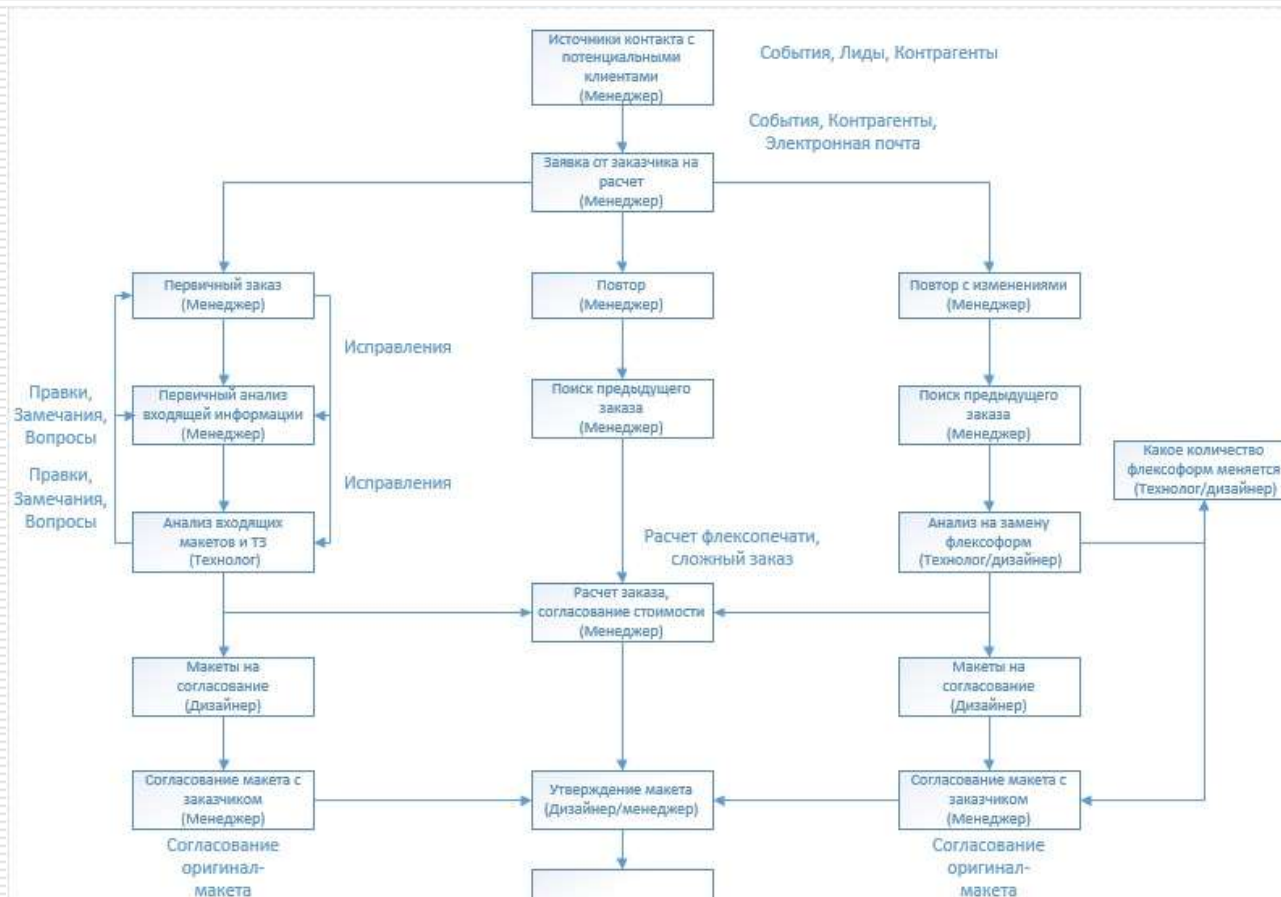 Источники контакта с
потенциальными
клиентами
(Менеджер)
События, Лиды, Контрагенты
События, Контрагенты,
Электронная почта
Заявка от заказчика на
расчет
(Менеджер)
Первичный заказ
(Менеджер)
Повтор
(Менеджер)
Повтор с изменениями
(Менеджер)
Исправления
Правки,
Замечания,
Вопросы
Первичный анализ
входящей информации
(Менеджер)
Поиск предыдущего
заказа
(Менеджер)
Поиск предыдущего
заказа
(Менеджер)
Какое количество
флексоформ меняется
(Технолог/дизайнер)
Правки,
Замечания,
Вопросы
Исправления
Анализ входящих
макетов и ТЗ
(Технолог)
Расчет флексопечати,
сложный заказ
Анализ на замену
флексоформ
(Технолог/дизайнер)
Расчет заказа,
согласование стоимости
(Менеджер)
Макеты на
согласование
(Дизайнер)
Макеты на
согласование
(Дизайнер)
Согласование макета с
заказчиком
(Менеджер)
Утверждение макета
(Дизайнер/менеджер)
Согласование макета с
заказчиком
(Менеджер)
Согласование
оригинал-
макета
Согласование
оригинал-
макета